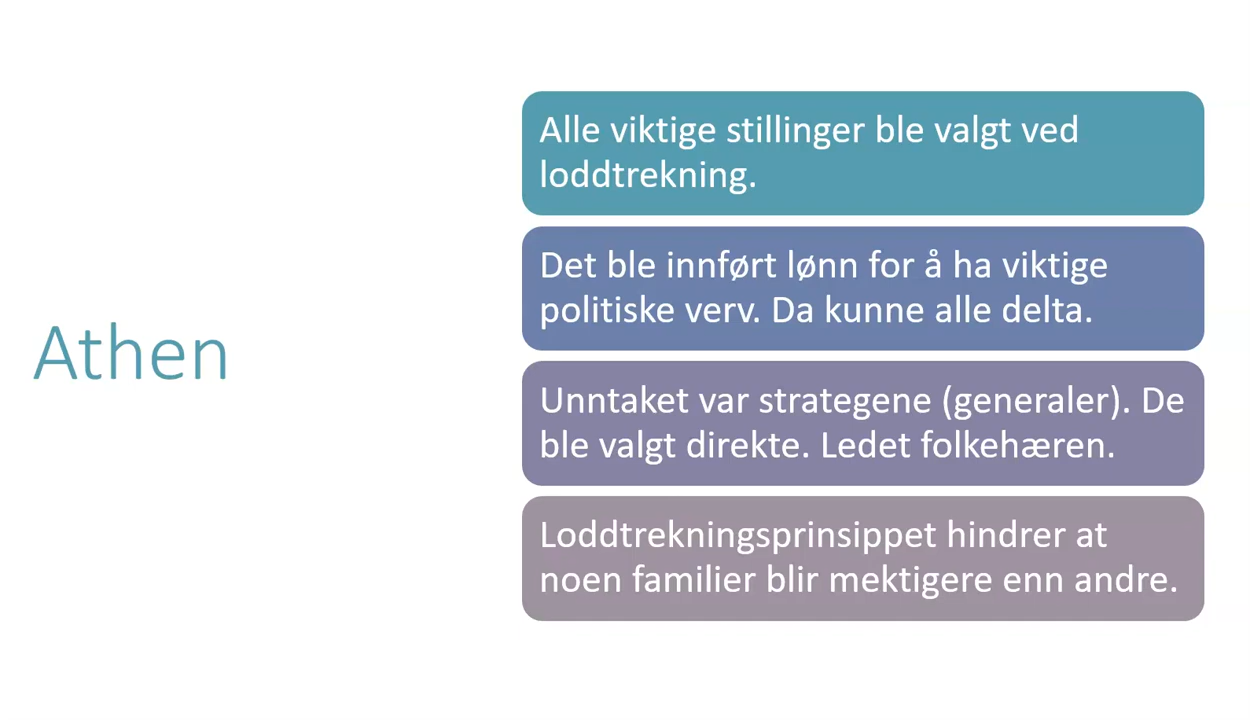 Athen
Alle viktige stillinger ble valgt ved
loddtrekning.
Det ble innført lønn for å ha viktige
politiske verv. Da kunne alle delta.
Unntaket var strategene (generaler). De
ble valgt direkte. Ledet folkehæren.
Loddtrekningsprinsippet hindrer at
noen familier blir mektigere enn andre.